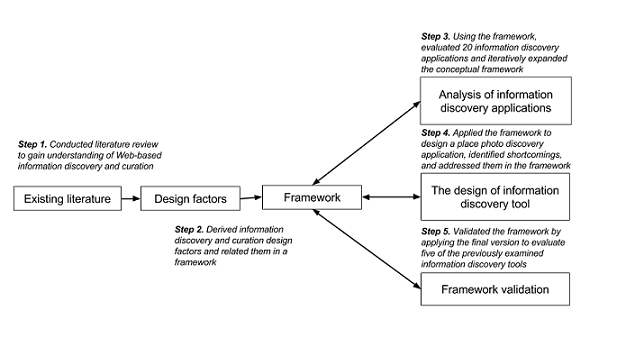 Step 1. Conducted literature review
to gain understanding of Web-based
information discovery and curation
Existing literature
Design factors
Step 2. Derived information
discovery and curation design
factors and related them in a
framework
Framework
Step 3. Using the framework,
evaluated 20 information discovery
applications and iteratively expanded
the conceptual framework
Analysis of information
discovery applications
Step 4. Applied the framework to
design a place photo discovery
application, identified shortcomings,
and addressed them in the framework
The design of information
discovery tool
Step 5. Validated the framework by
applying the final version to evaluate
five of the previously examined
information discovery tools
Framework validation